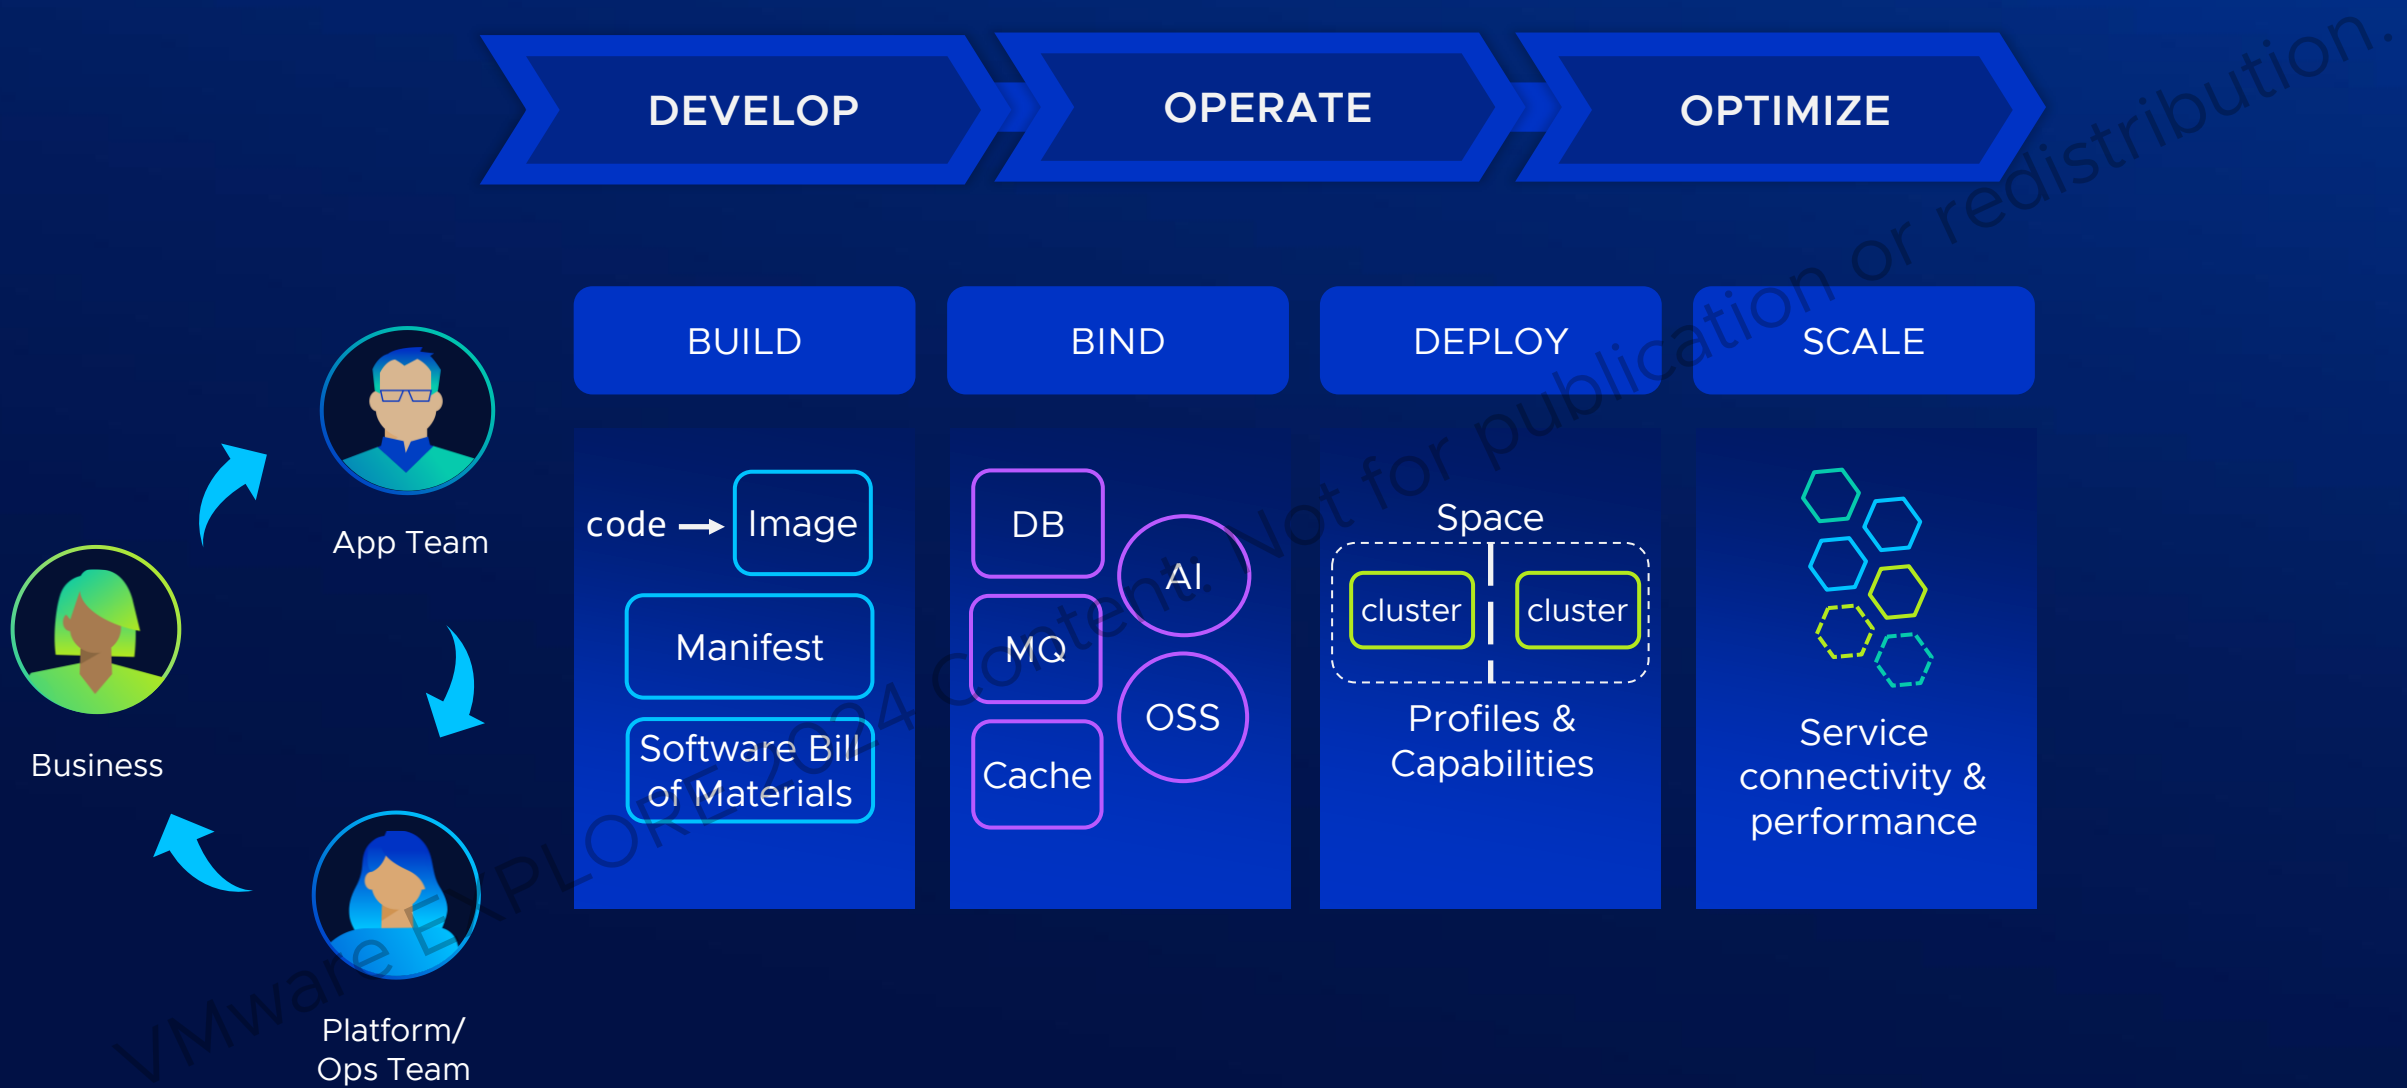 DEVELOP
OPERATE
OPTIMIZE
BUILD
BIND
DEPLOY
SCALE
App Team
Business
Platform/
Ops Team
code
Image
Manifest
Software Bill
of Materials
DB
MQ
Cache
AI
OSS
Space
cluster
cluster
Profiles &
Capabilities
Service
connectivity &
performance
VMware EXPLORE 2024 Content. Not for publication or redistribution.